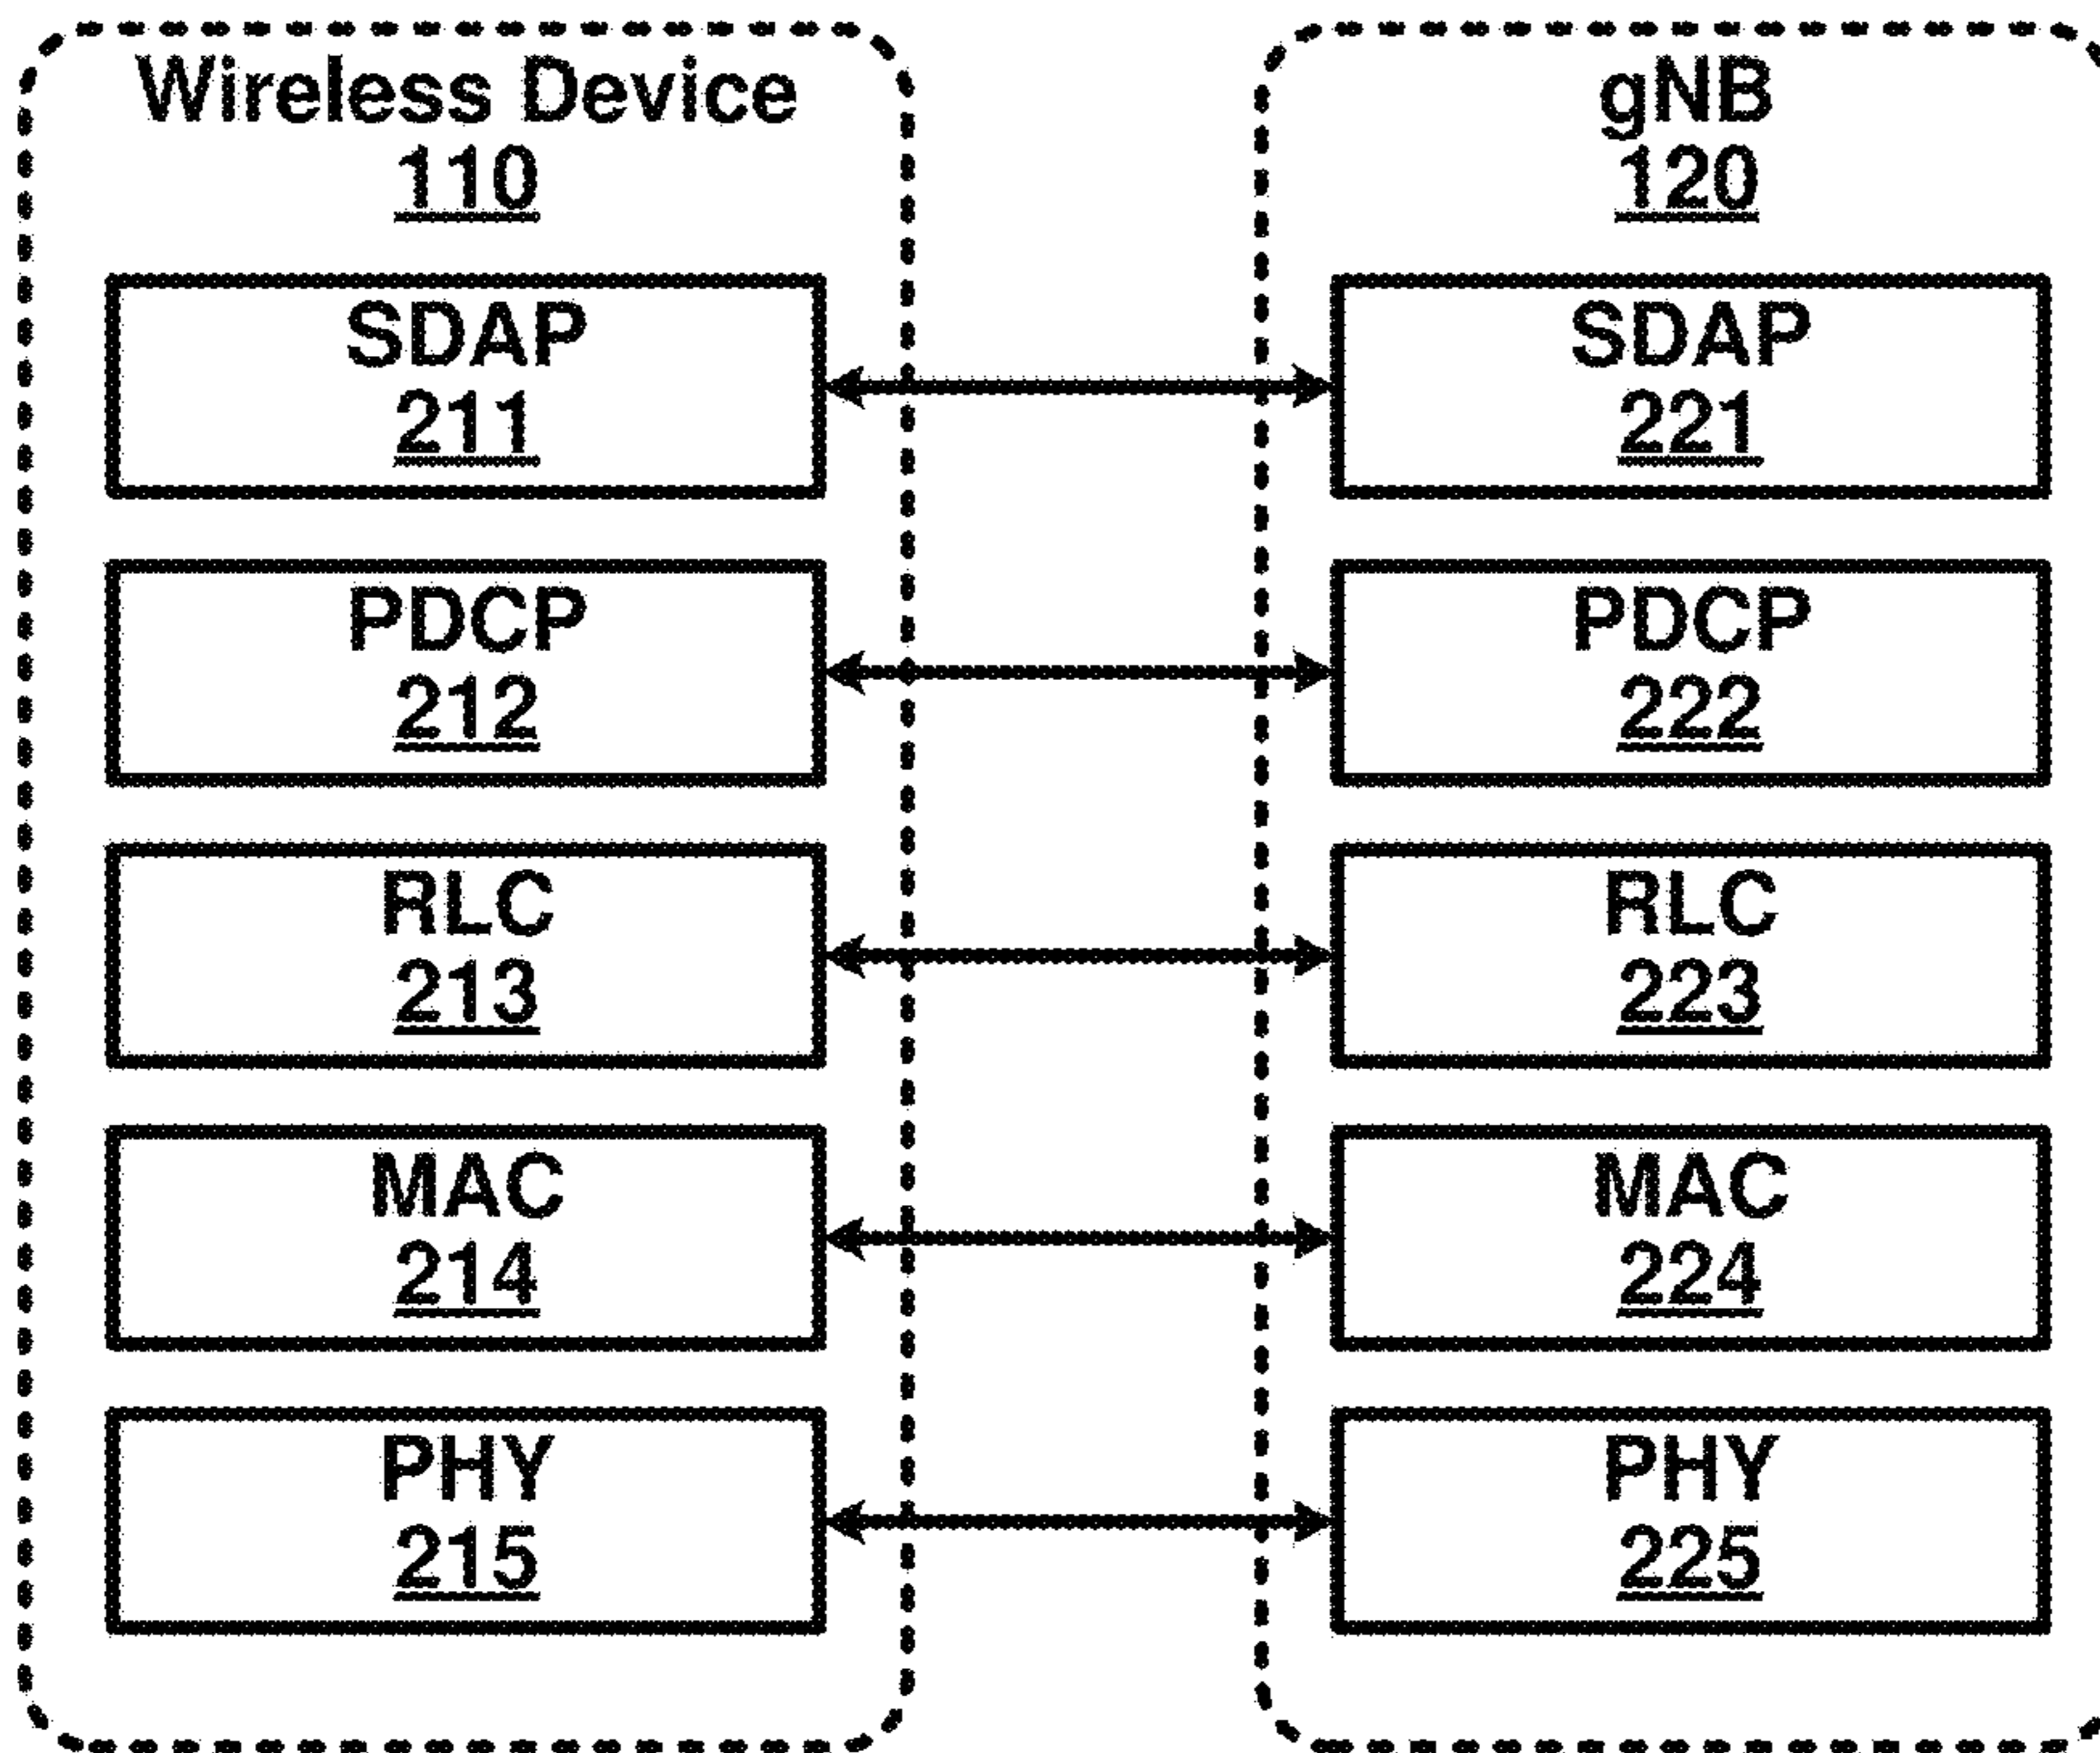 Wireless Device
110
SDAP
211
PDCP
212
RLC
213
MAC
214
PHY
215
gNB
120
SDAP
221
PDCP
222
RLC
223
MAC
224
PHY
225